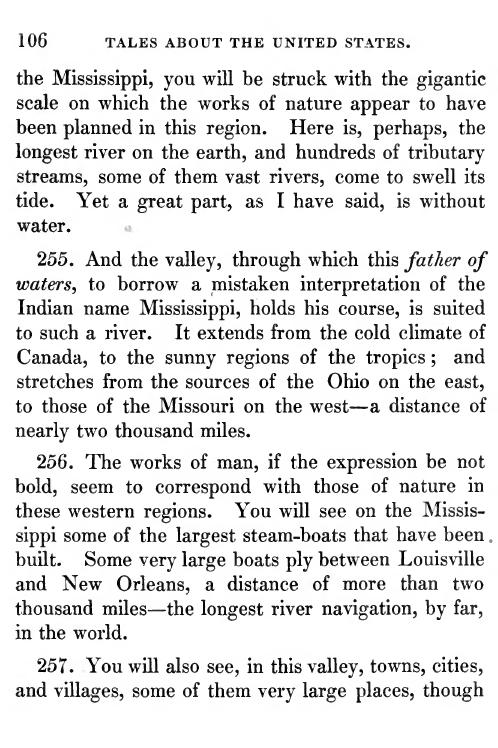 106 TALES ABOUT THE UNITED STATES.
the Mississippi, you will be struck with the gigantic
scale on which the works of nature appear to have
been planned in this region. Here is, perhaps, the
longest river on the earth, and hundreds of tributary
streams, some of them vast rivers, come to swell its
tide. Yet a great part, as I have said, is without
water.
255. And the valley, through which this father of
waters, to borrow a mistaken interpretation of the
Indian name Mississippi, holds his course, is suited
to such a river. It extends from the cold climate of
Canada, to the sunny regions of the tropics; and
stretches from the sources of the Ohio on the east,
to those of the Missouri on the west—a distance of
nearly two thousand miles.
256. The works of man, if the expression be not
bold, seem to correspond with those of nature in
these western regions. You will see on the Missis-
sippi some of the largest steam-boats that have been
built. Some very large boats ply between Louisville
and New Orleans, a distance of more than two
thousand miles—the longest river navigation, by far,
in the world.
257. You will also see, in this valley, towns, cities,
and villages, some of them very large places, though